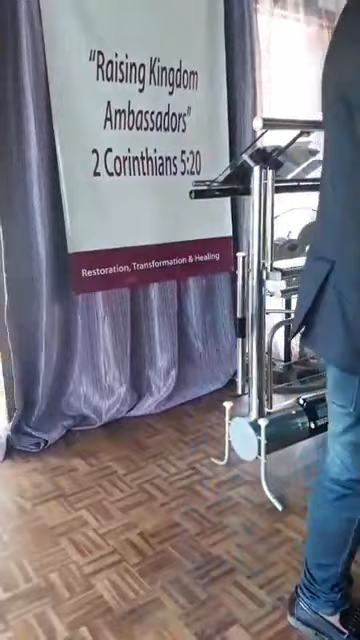 "Raising Kingdom
Ambassadors"
2 Corinthians 5:20
Restoration, Transformation & Healing